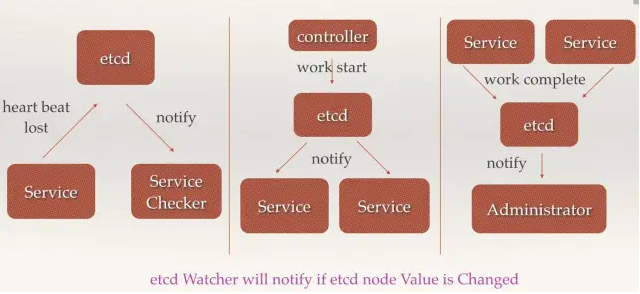 etcd
heart beat
lost
notify
Service
Service
Checker
controller
work start
etcd
notify
Service
Service
Service
Service
work complete
etcd
notify
Administrator
etcd Watcher will notify if etcd node Value is Changed